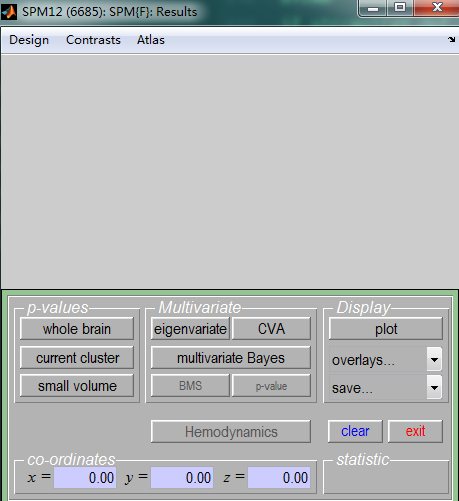 SPM12 (6685): SPM{F}: Results
Design Contrasts Atlas
p-values Multivariate Display
whole brain eigenvariate CVA plot
current cluster multivariate Bayes overlays...
small volume BMS p-value save...
Hemodynamics clear exit
co-ordinates statistic
x = 0.00 y = 0.00 z = 0.00